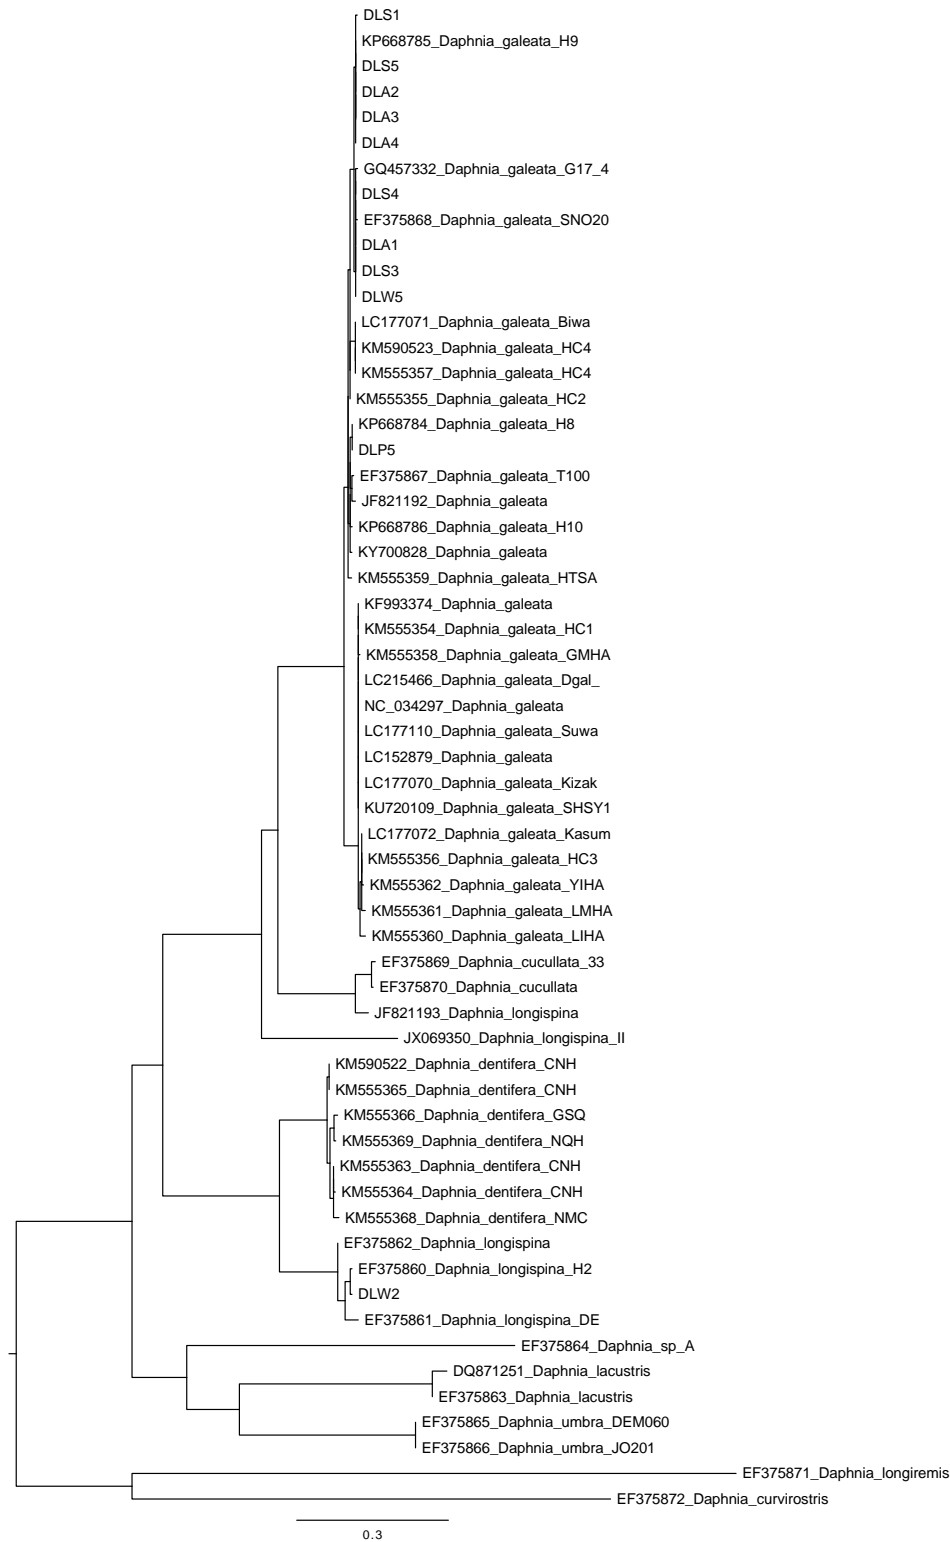 DLS1
KP668785_Daphnia_galeata_H9
DLS5
DLA2
DLA3
DLA4
GQ457332_Daphnia_galeata_G17_4
DLS4
EF375868_Daphnia_galeata_SNO20
DLA1
DLS3
DLW5
LC177071_Daphnia_galeata_Biwa
KM590523_Daphnia_galeata_HC4
KM555357_Daphnia_galeata_HC4
KM555355_Daphnia_galeata_HC2
KP668784_Daphnia_galeata_H8
DLP5
EF375867_Daphnia_galeata_T100
JF821192_Daphnia_galeata
KP668786_Daphnia_galeata_H10
KY700828_Daphnia_galeata
KM555359_Daphnia_galeata_HTSA
KF993374_Daphnia_galeata
KM555354_Daphnia_galeata_HC1
KM555358_Daphnia_galeata_GMHA
LC215466_Daphnia_galeata_Dgal_
NC_034297_Daphnia_galeata
LC177110_Daphnia_galeata_Suwa
LC152879_Daphnia_galeata
LC177070_Daphnia_galeata_Kizak
KU720109_Daphnia_galeata_SHSY1
LC177072_Daphnia_galeata_Kasum
KM555356_Daphnia_galeata_HC3
KM555362_Daphnia_galeata_YIHA
KM555361_Daphnia_galeata_LMHA
KM555360_Daphnia_galeata_LIHA
EF375869_Daphnia_cucullata_33
EF375870_Daphnia_cucullata
JF821193_Daphnia_longispina
JX069350_Daphnia_longispina_II
KM590522_Daphnia_dentifera_CNH
KM555365_Daphnia_dentifera_CNH
KM555366_Daphnia_dentifera_GSQ
KM555369_Daphnia_dentifera_NQH
KM555363_Daphnia_dentifera_CNH
KM555364_Daphnia_dentifera_CNH
KM555368_Daphnia_dentifera_NMC
EF375862_Daphnia_longispina
EF375860_Daphnia_longispina_H2
DLW2
EF375861_Daphnia_longispina_DE
EF375864_Daphnia_sp_A
DQ871251_Daphnia_lacustris
EF375863_Daphnia_lacustris
EF375865_Daphnia_umbra_DEM060
EF375866_Daphnia_umbra_JO201
EF375871_Daphnia_longiremis
EF375872_Daphnia_curvirostris
0.3